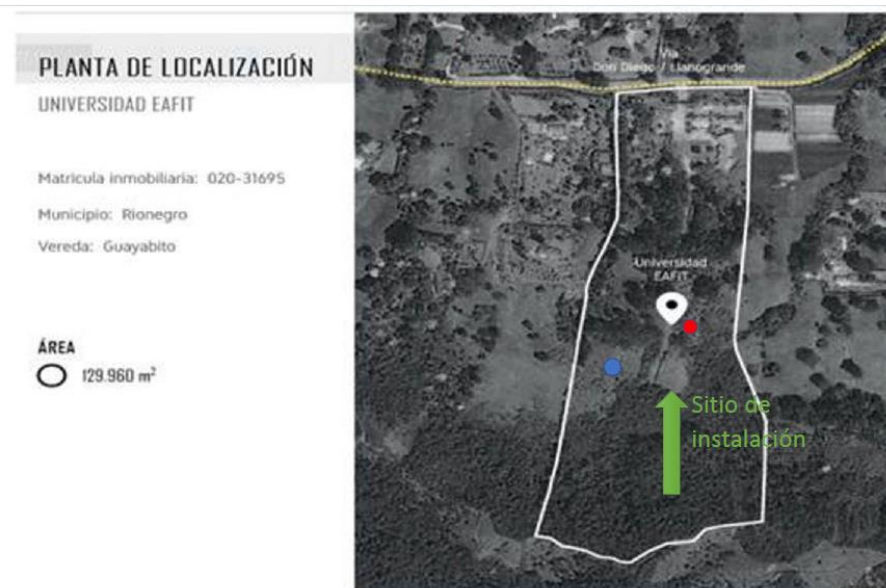 PLANTA DE LOCALIZACIÓN
UNIVERSIDAD EAFIT
Matricula inmobiliaria: 020-31695
Municipio: Rionegro
Vereda: Guayabito
ÁREA
129.960 m²
Vía
Don Diego / Llanogrande
Universidad
EAFIT
Sitio de
instalación